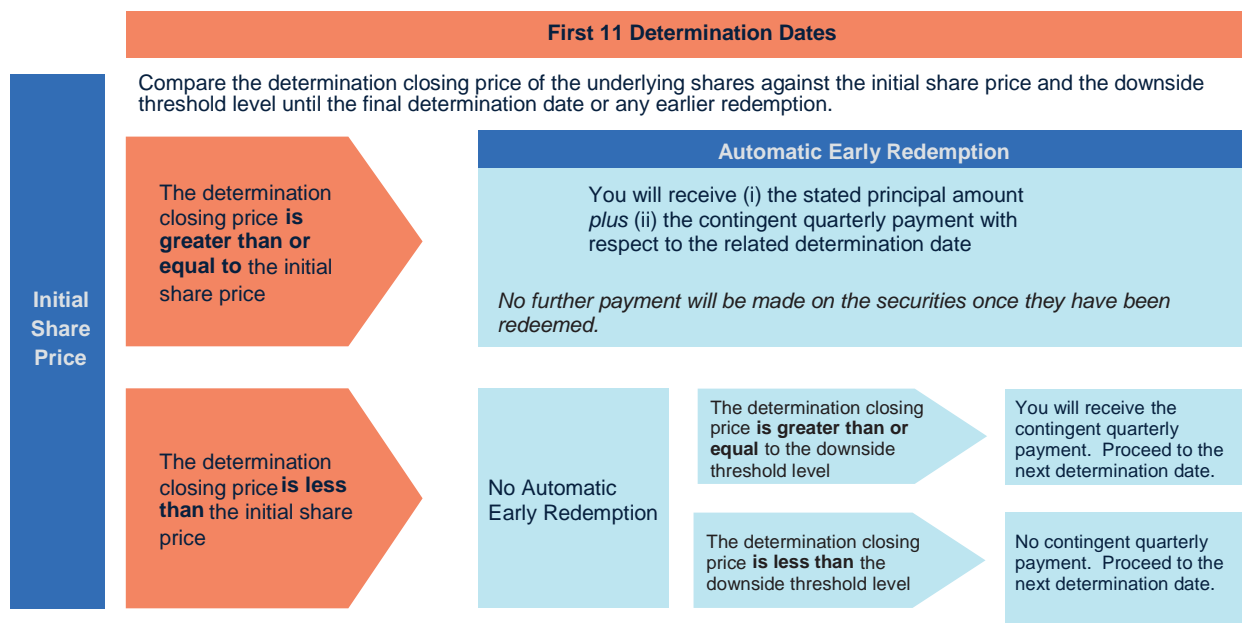 First 11 Determination Dates
Compare the determination closing price of the underlying shares against the initial share price and the downside
threshold level until the final determination date or any earlier redemption.
Initial
Share
Price
The determination
closing price is
greater than or
equal to the initial
share price
Automatic Early Redemption
You will receive (i) the stated principal amount
plus (ii) the contingent quarterly payment with
respect to the related determination date
No further payment will be made on the securities once they have been
redeemed.
The determination
closing price is less
than the initial share
price
No Automatic
Early Redemption
The determination closing
price is greater than or
equal to the downside
threshold level
You will receive the
contingent quarterly
payment.  Proceed to the
next determination date.
The determination closing
price is less than the
downside threshold level
No contingent quarterly
payment.  Proceed to the
next determination date.